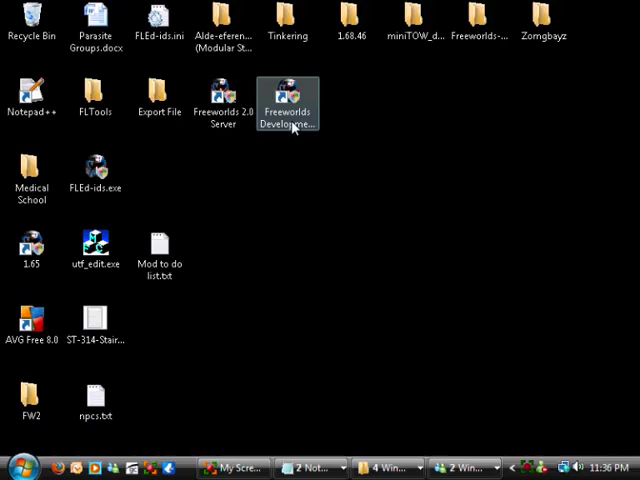 Recycle Bin
Parasite
Groups.docx
FLEd-ids.ini
Alde-eferen...
(Modular St...
Tinkering
1.68.46
miniTOW_d...
Freeworlds-...
Zorngbayz
Notepad++
FLTools
Export File
Freeworlds 2.0
Server
Freeworlds
Developme...
Medical
School
FLEd-ids.exe
1.65
utf_edit.exe
Mod to do
list.txt
AVG Free 8.0
ST-314-Stair...
FW2
npcs.txt
My Scre...
2 Not...
4 Win...
2 Win...
11:36 PM